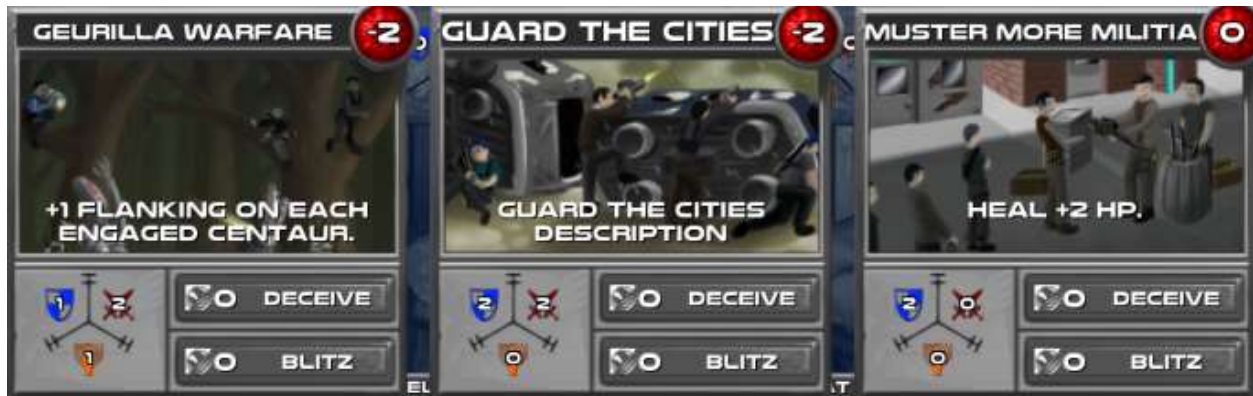 GEURILLA WARFARE
-2
+1 FLANKING ON EACH
ENGAGED CENTAUR.
1
2
1
0 DECEIVE
0 BLITZ
GUARD THE CITIES
-2
GUARD THE CITIES
DESCRIPTION
2
2
0
0 DECEIVE
0 BLITZ
MUSTER MORE MILITIA
0
HEAL +2 HP.
2
0
0
0 DECEIVE
0 BLITZ